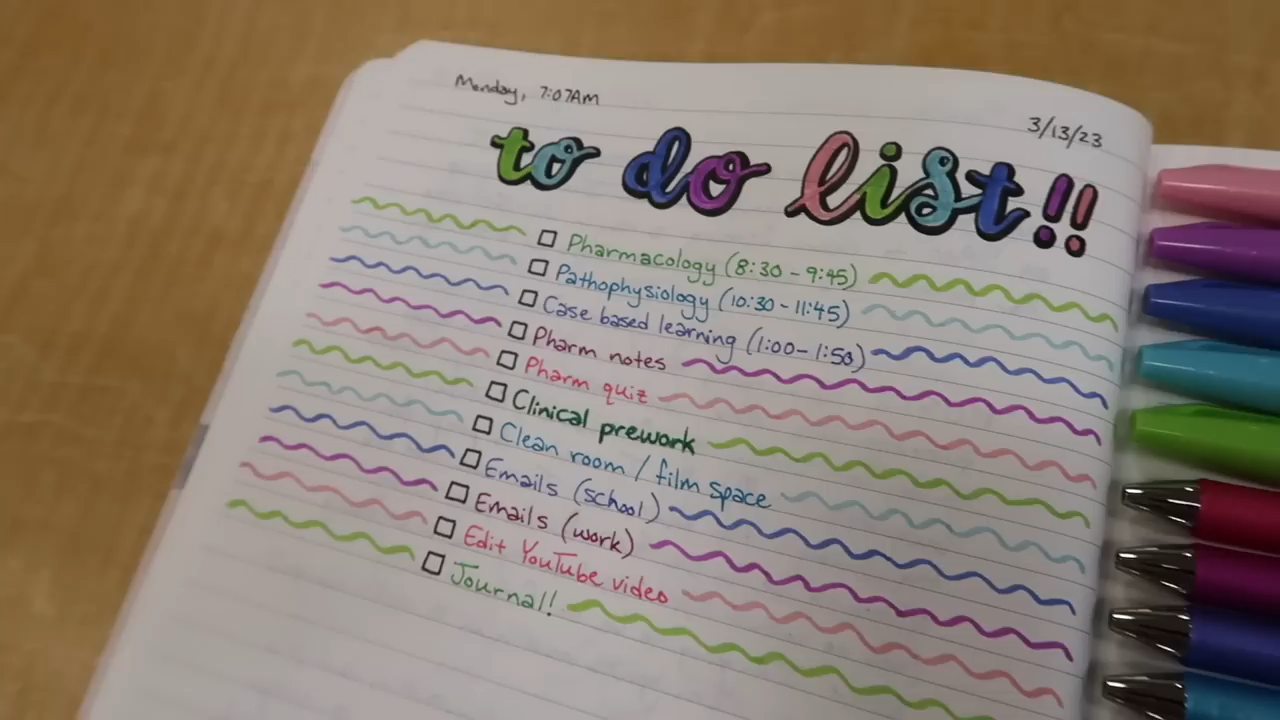 Monday, 7:07AM
3/13/23
to do list!!
Pharmacology (8:30 - 9:45)
Pathophysiology (10:30 - 11:45)
Case based learning (1:00 - 1:50)
Pharm notes
Pharm quiz
Clinical prework
Clean room / film space
Emails (school)
Emails (work)
Edit YouTube video
Journal!